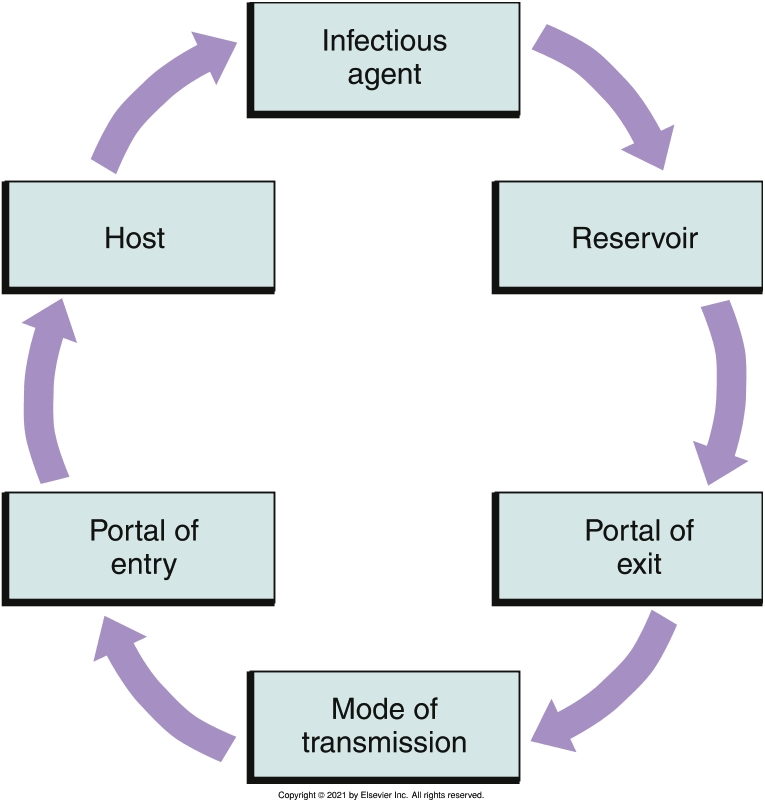 Infectious
agent
Host
Reservoir
Portal of
entry
Portal of
exit
Mode of
transmission
Copyright © 2021 by Elsevier Inc. All rights reserved.